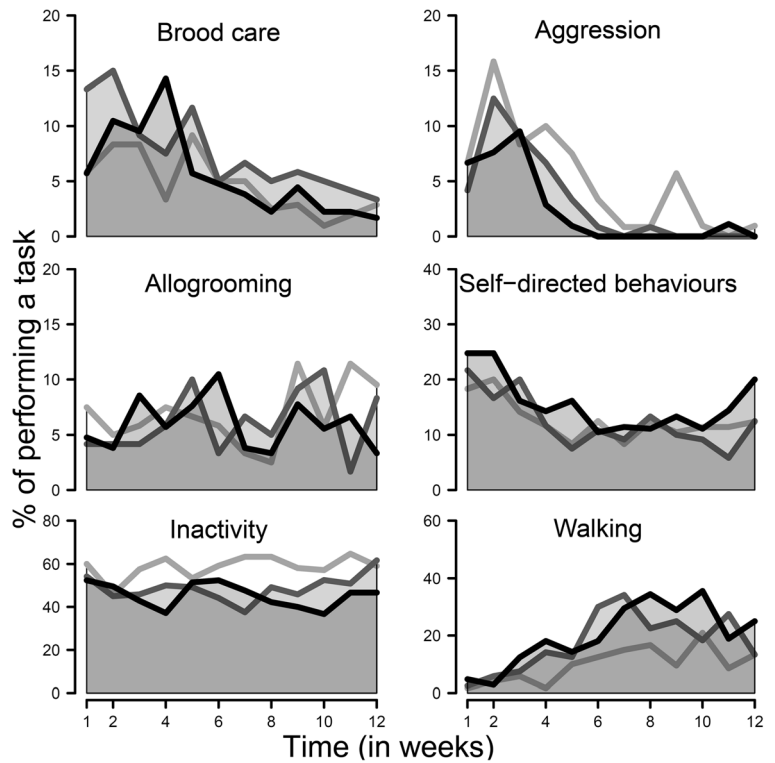 Brood care
20
15
10
5
0
Aggression
20
15
10
5
0
% of performing a task
Allogrooming
20
15
10
5
0
Self-directed behaviours
40
30
20
10
0
Inactivity
80
60
40
20
0
1 2 4 6 8 10 12
Walking
60
40
20
0
1 2 4 6 8 10 12
Time (in weeks)